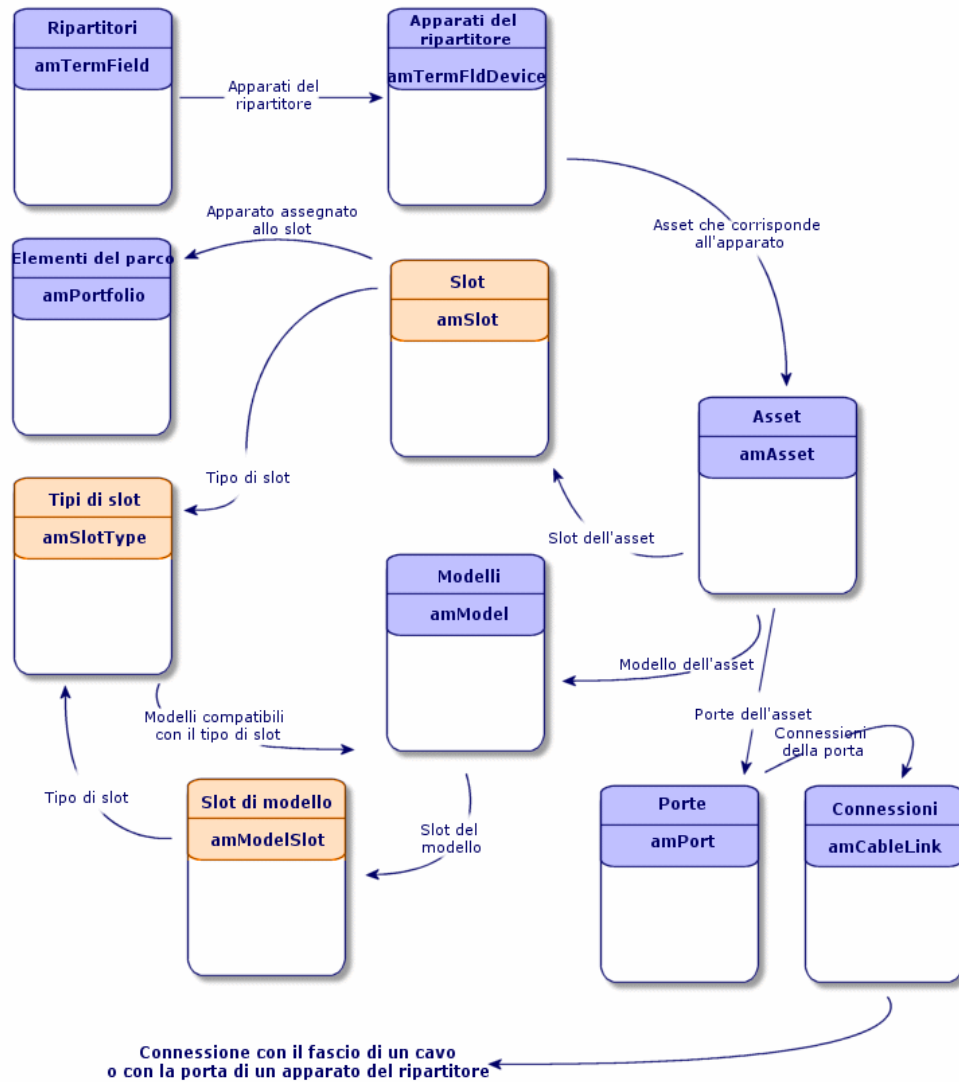 Ripartitori
amTermField
Apparati del
ripartitore
amTermFldDevice
Apparati del
ripartitore
Apparato assegnato
allo slot
Asset che corrisponde
all'apparato
Elementi del parco
amPortfolio
Slot
amSlot
Asset
amAsset
Tipo di slot
Tipi di slot
amSlotType
Slot dell'asset
Modelli
amModel
Modello dell'asset
Modelli compatibili
con il tipo di slot
Porte dell'asset
Connessioni
della porta
Tipo di slot
Slot di modello
amModelSlot
Slot del
modello
Porte
amPort
Connessioni
amCableLink
Connessione con il fascio di un cavo
o con la porta di un apparato del ripartitore